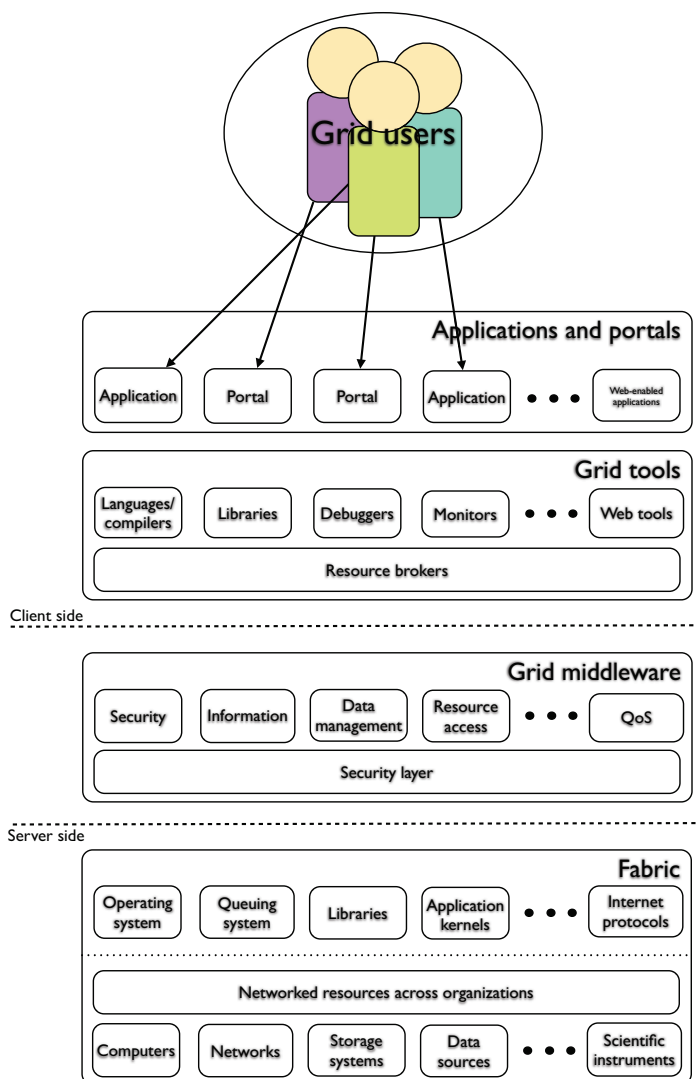 Grid users
Applications and portals
Application
Portal
Portal
Application
Web-enabled
applications
Grid tools
Languages/
compilers
Libraries
Debuggers
Monitors
Web tools
Resource brokers
Client side
Grid middleware
Security
Information
Data
management
Resource
access
QoS
Security layer
Server side
Fabric
Operating
system
Queuing
system
Libraries
Application
kernels
Internet
protocols
Networked resources across organizations
Computers
Networks
Storage
systems
Data
sources
Scientific
instruments